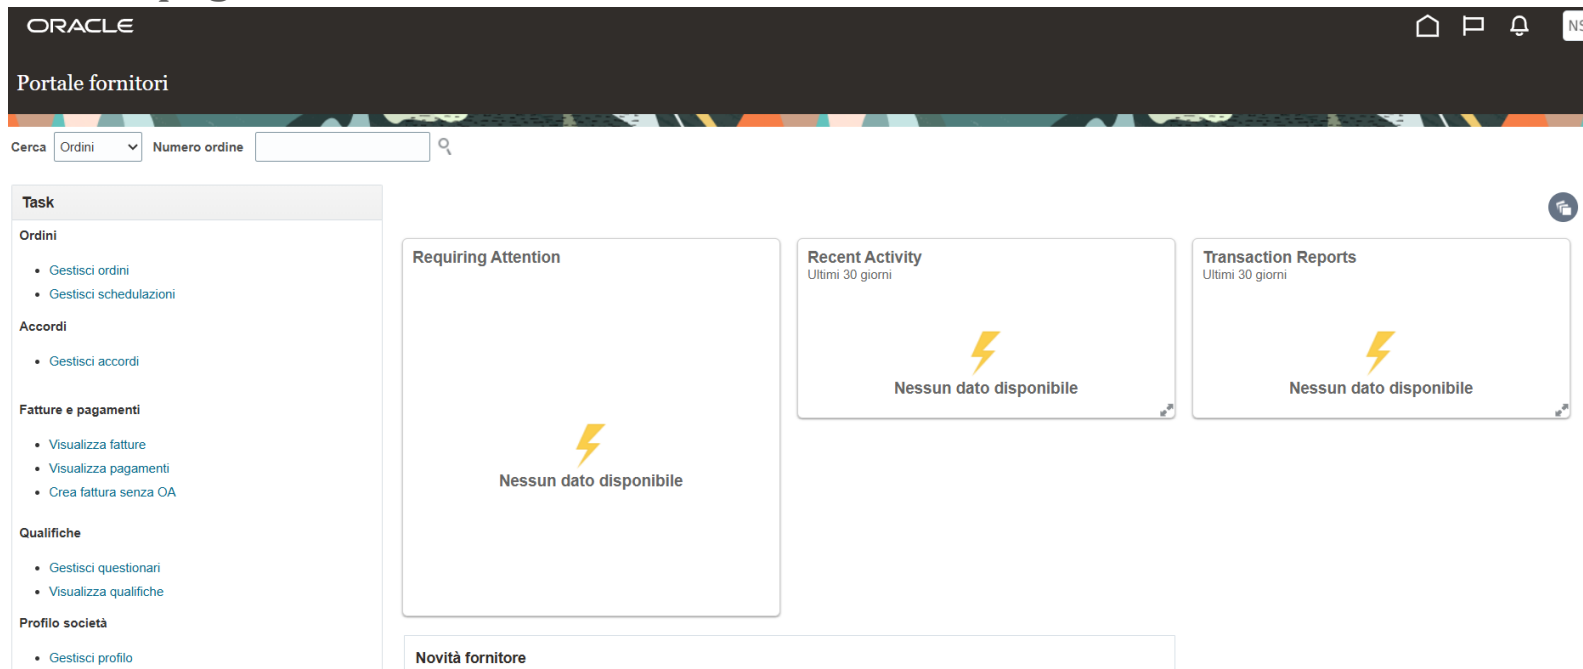 ORACLE
NS
Portale fornitori
Cerca Ordini Numero ordine
Task
Ordini
Gestisci ordini
Gestisci schedulazioni
Accordi
Gestisci accordi
Fatture e pagamenti
Visualizza fatture
Visualizza pagamenti
Crea fattura senza OA
Qualifiche
Gestisci questionari
Visualizza qualifiche
Profilo società
Gestisci profilo
Requiring Attention
Nessun dato disponibile
Recent Activity
Ultimi 30 giorni
Nessun dato disponibile
Transaction Reports
Ultimi 30 giorni
Nessun dato disponibile
Novità fornitore